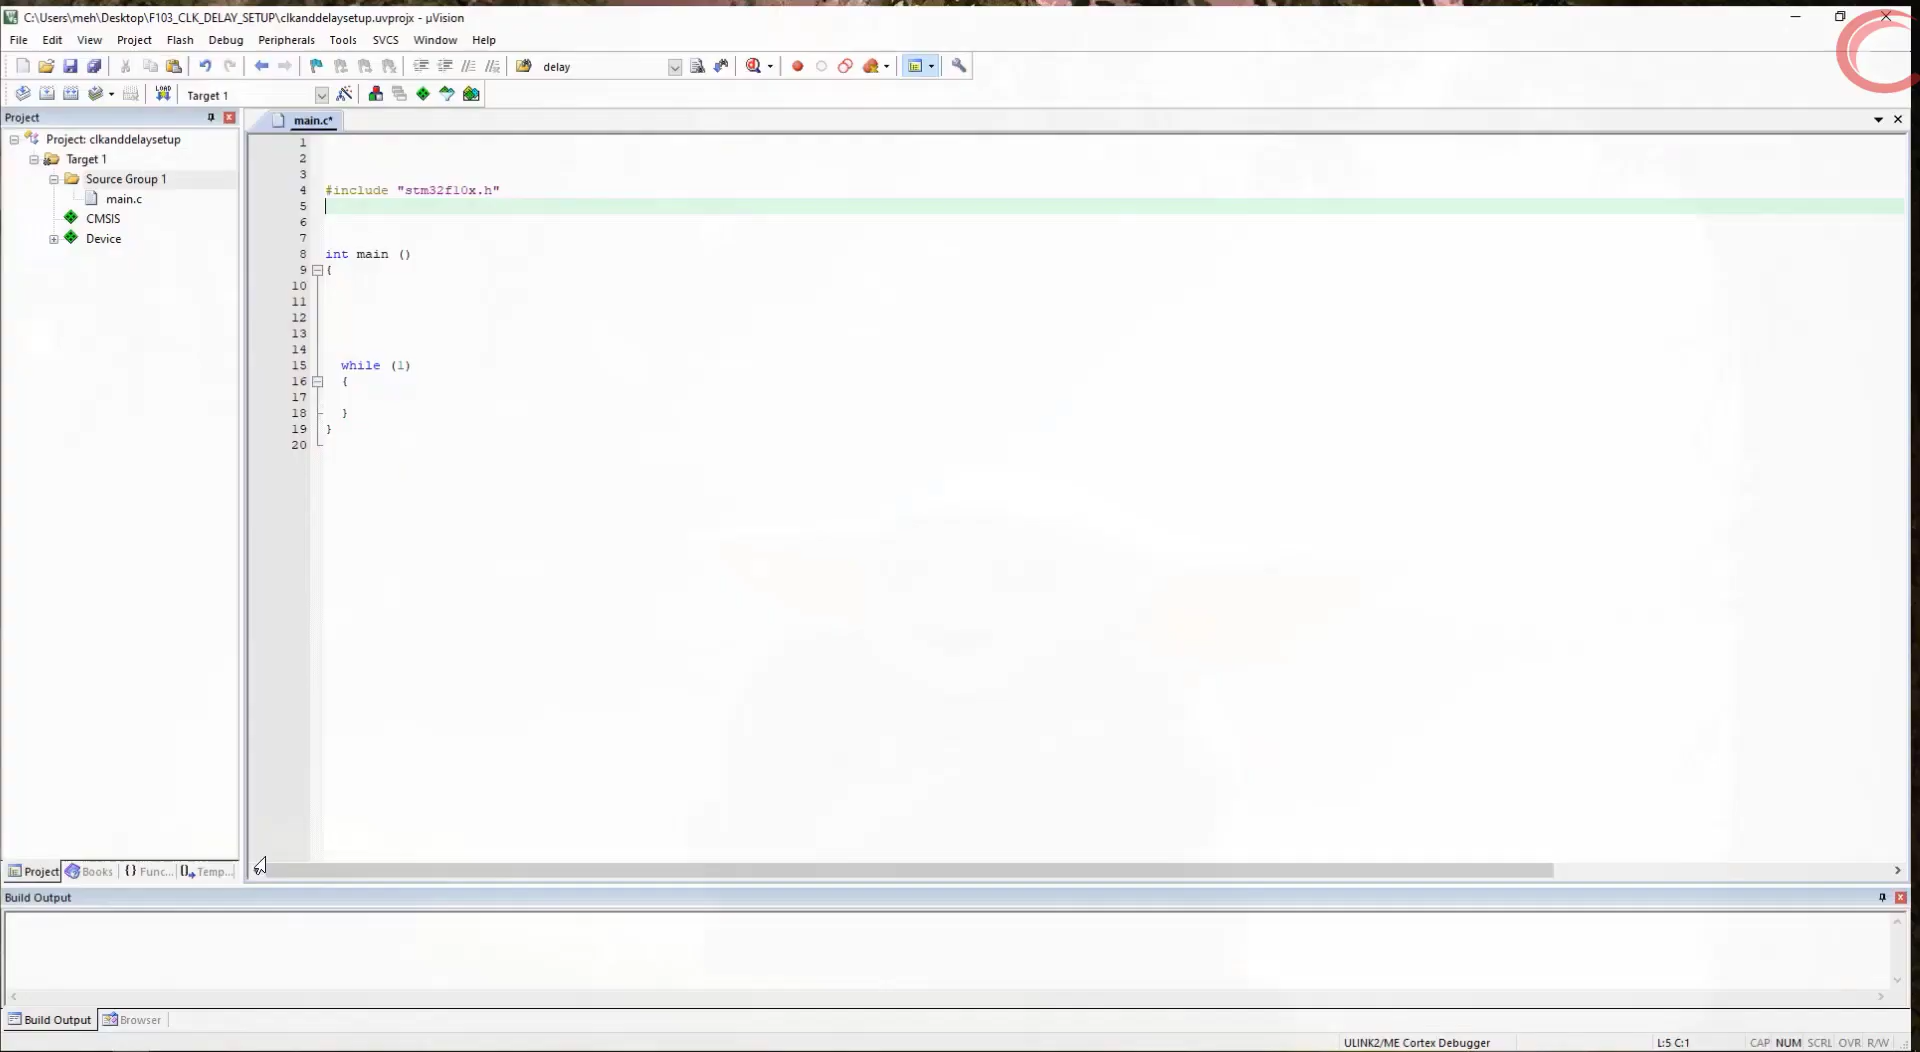 C:\Users\meh\Desktop\F103_CLK_DELAY_SETUP\clkanddelaysetup.uvprojx - µVision
File Edit View Project Flash Debug Peripherals Tools SVCS Window Help
delay
LOAD
Target 1
Project
main.c*
Project: clkanddelaysetup
Target 1
Source Group 1
main.c
CMSIS
Device
1
2
3
4 #include "stm32f10x.h"
5
6
7
8 int main ()
9 {
10
11
12
13
14
15 while (1)
16 {
17
18 }
19 }
20
Project Books {} Func... Temp...
Build Output
Build Output Browser
ULINK2/ME Cortex Debugger L:5 C:1 CAP NUM SCRL OVR R/W